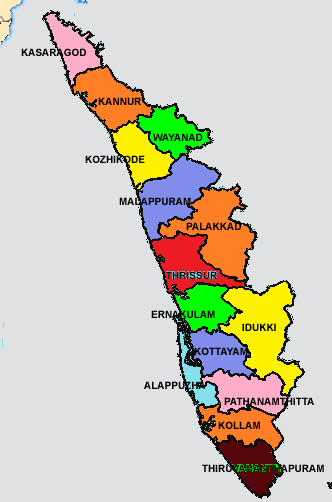 KASARAGOD
KANNUR
WAYANAD
KOZHIKODE
MALAPPURAM
PALAKKAD
THRISSUR
ERNAKULAM
IDUKKI
KOTTAYAM
ALAPPUZHA
PATHANAMTHITTA
KOLLAM
THIRUVANANTHAPURAM